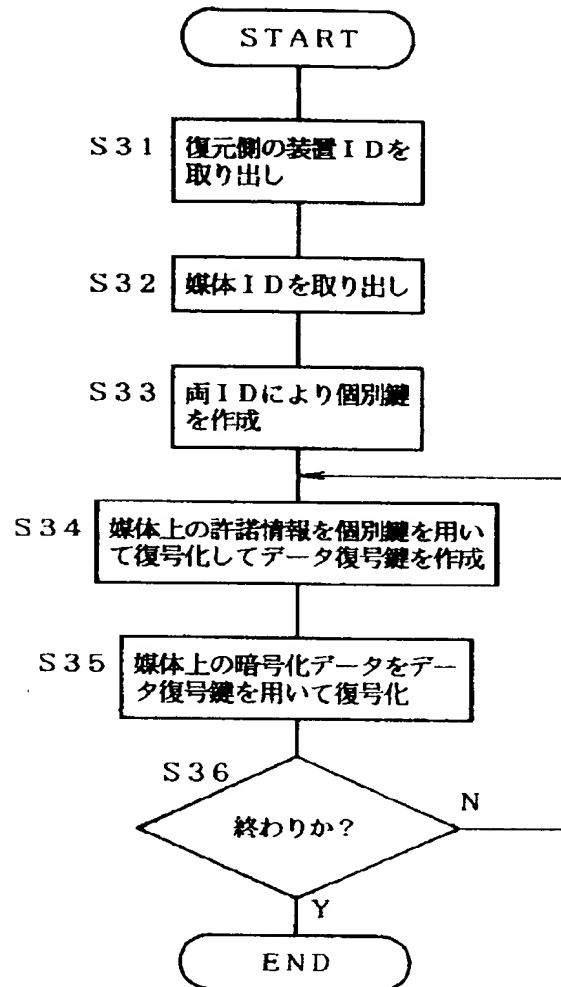 START
S31
復元側の装置IDを
取り出し
S32
媒体IDを取り出し
S33
両IDにより個別鍵
を作成
S34
媒体上の許諾情報を個別鍵を用い
て復号化してデータ復号鍵を作成
S35
媒体上の暗号化データをデー
タ復号鍵を用いて復号化
S36
終わりか?
N
Y
END